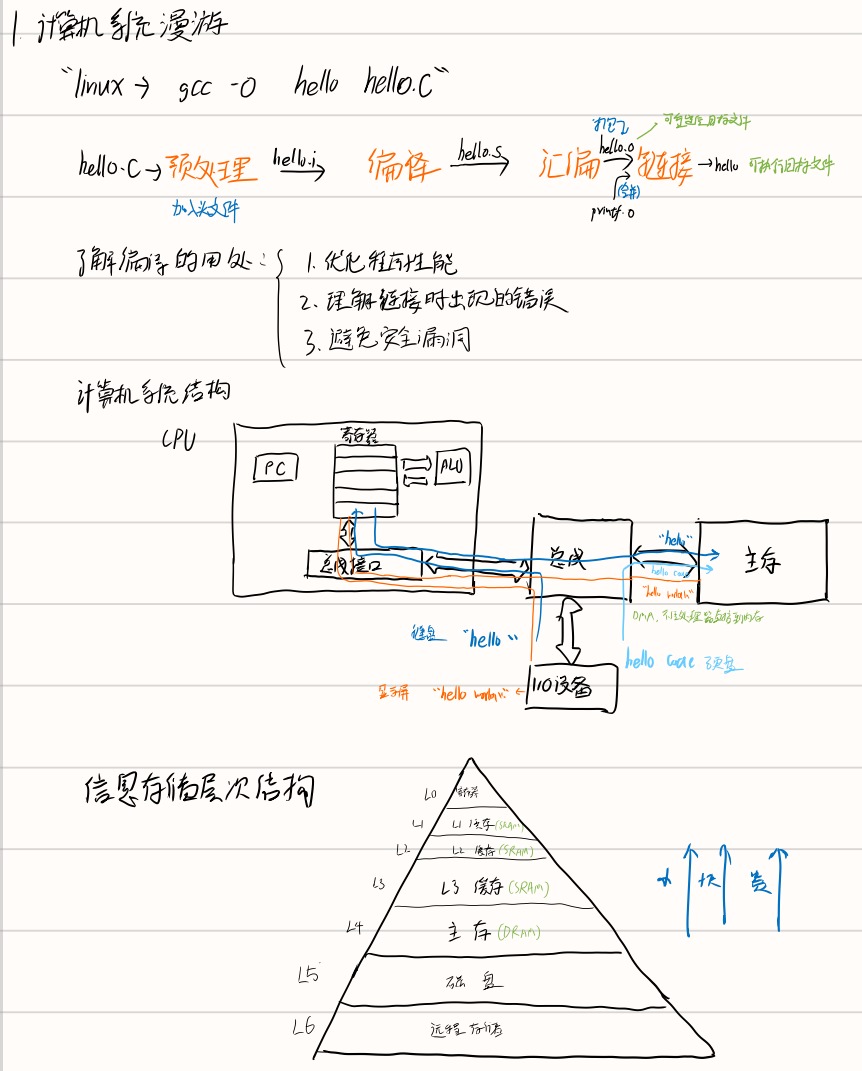 1. 计算机系统漫游
"linux → gcc -O hello hello.C"
打包
可重定位目标文件
hello.C → 预处理 hello.i → 编译 hello.s → 汇编 hello.o → 链接 → hello 可执行目标文件
加入头文件
(合并)
printf.o
了解编译的用处: { 1. 优化程序性能
2. 理解链接时出现的错误
3. 避免安全漏洞
计算机系统结构
CPU
寄存器
PC
ALU
总线接口
总线
主存
"hello"
hello code
"hello world\n"
DMA, 不经处理器直接到内存
键盘 "hello"
hello code 硬盘
显示屏 "hello world\n"
I/O设备
信息存储层次结构
L0 寄存器
L1 L1 缓存(SRAM)
L2 L2 缓存(SRAM)
L3 L3 缓存(SRAM)
小 快 贵
L4 主存(DRAM)
L5 磁盘
L6 远程存储